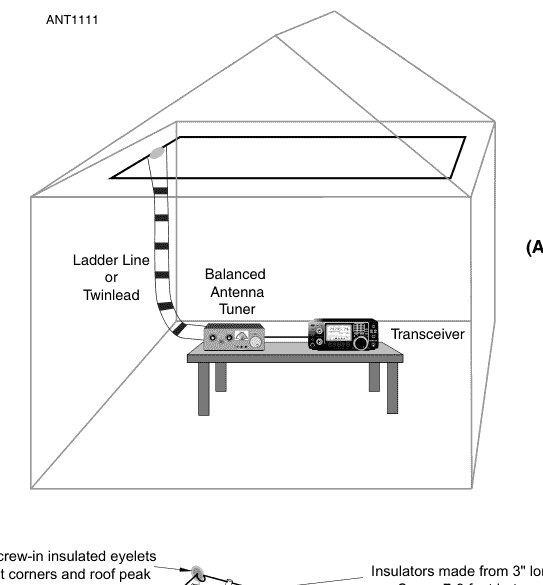 ANT1111
(A
Ladder Line
or
Twinlead
Balanced
Antenna
Tuner
Transceiver
crew-in insulated eyelets
t corners and roof peak
Insulators made from 3" lo